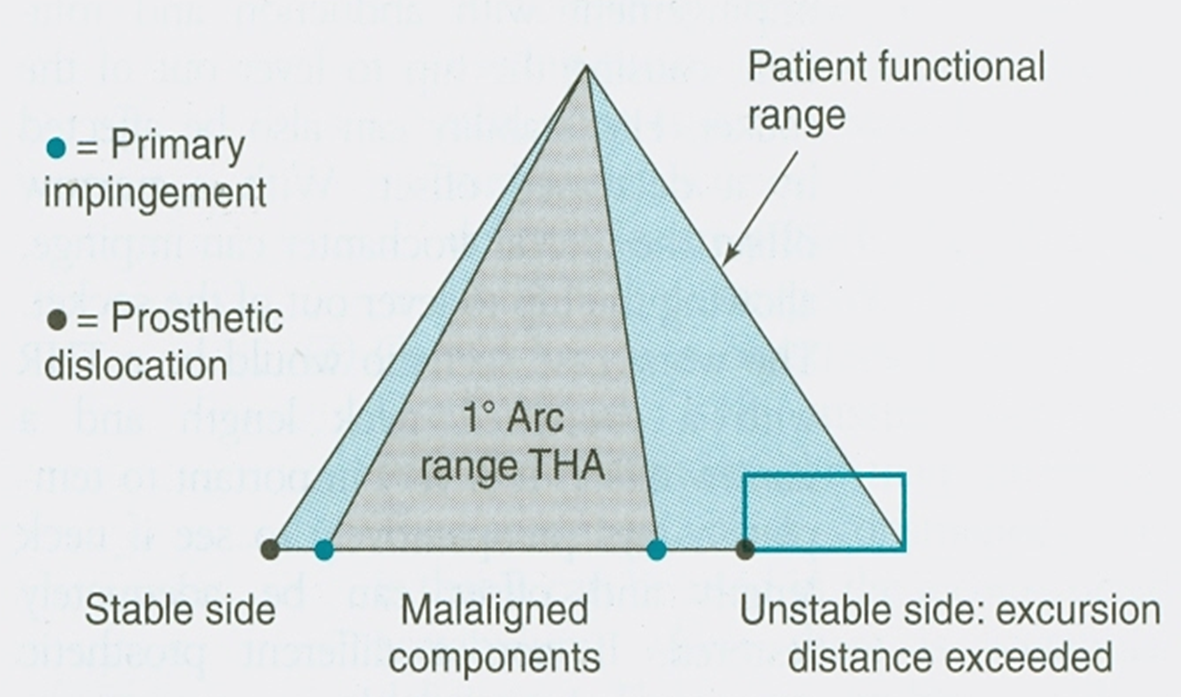 Patient functional
range
= Primary
impingement
= Prosthetic
dislocation
1° Arc
range THA
Stable side
Malaligned
components
Unstable side: excursion
distance exceeded